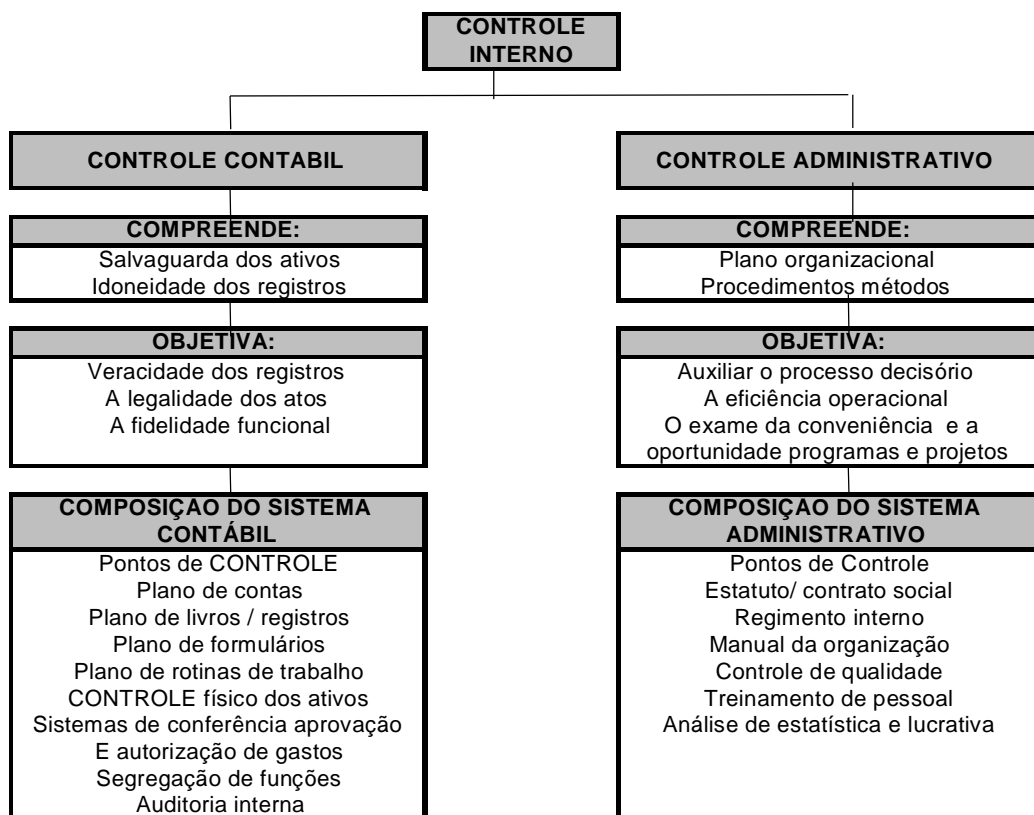 CONTROLE
INTERNO
CONTROLE CONTABIL
COMPREENDE:
Salvaguarda dos ativos
Idoneidade dos registros
OBJETIVA:
Veracidade dos registros
A legalidade dos atos
A fidelidade funcional
COMPOSIÇAO DO SISTEMA
CONTÁBIL
Pontos de CONTROLE
Plano de contas
Plano de livros / registros
Plano de formulários
Plano de rotinas de trabalho
CONTROLE físico dos ativos
Sistemas de conferência aprovação
E autorização de gastos
Segregação de funções
Auditoria interna
CONTROLE ADMINISTRATIVO
COMPREENDE:
Plano organizacional
Procedimentos métodos
OBJETIVA:
Auxiliar o processo decisório
A eficiência operacional
O exame da conveniência e a
oportunidade programas e projetos
COMPOSIÇAO DO SISTEMA
ADMINISTRATIVO
Pontos de Controle
Estatuto/ contrato social
Regimento interno
Manual da organização
Controle de qualidade
Treinamento de pessoal
Análise de estatística e lucrativa